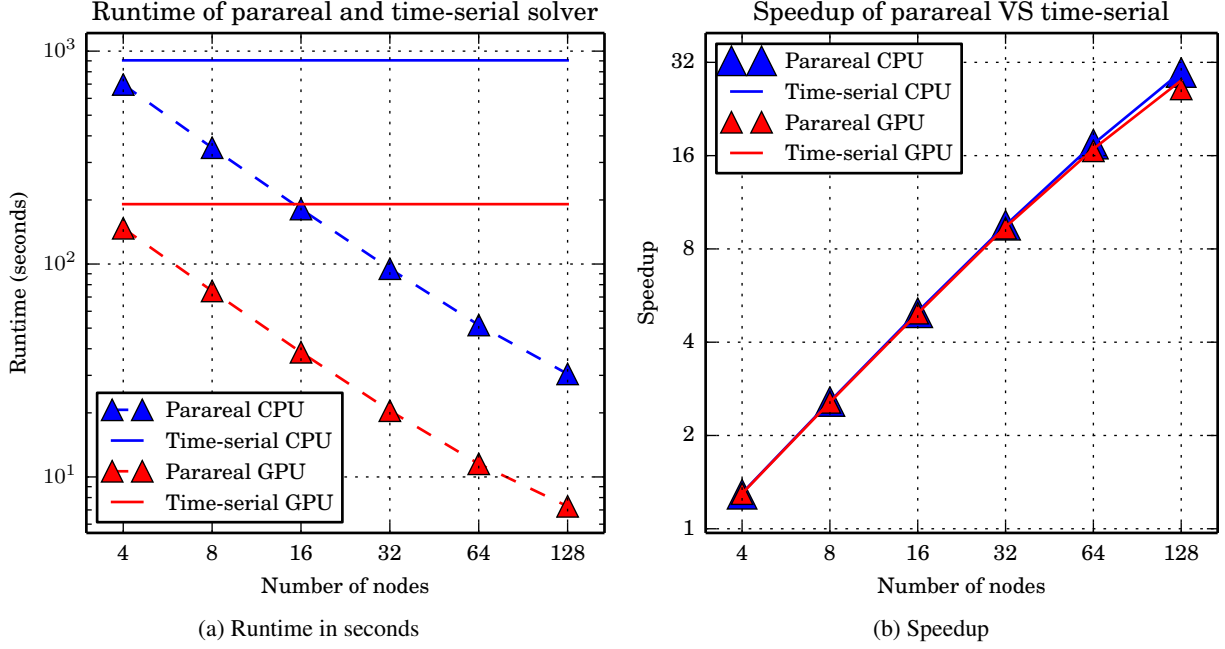 Runtime of parareal and time-serial solver
10³
10²
10¹
Runtime (seconds)
Parareal CPU
Time-serial CPU
Parareal GPU
Time-serial GPU
4 8 16 32 64 128
Number of nodes
(a) Runtime in seconds
Speedup of parareal VS time-serial
32
16
8
4
2
1
Speedup
Parareal CPU
Time-serial CPU
Parareal GPU
Time-serial GPU
4 8 16 32 64 128
Number of nodes
(b) Speedup